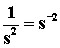 1/s² = s⁻²